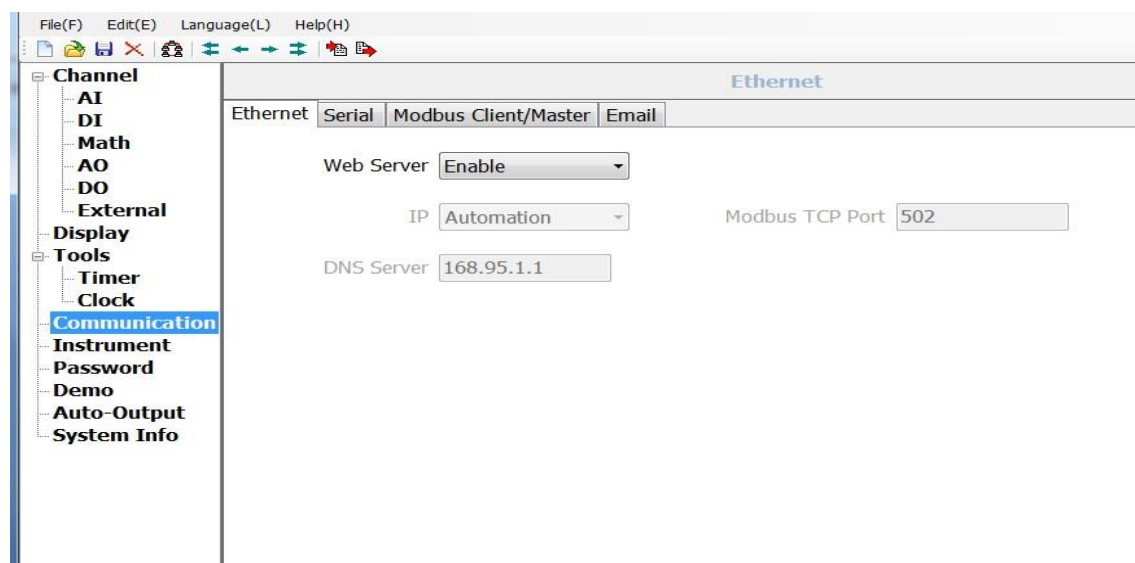 File(F) Edit(E) Language(L) Help(H)
Channel
AI
DI
Math
AO
DO
External
Display
Tools
Timer
Clock
Communication
Instrument
Password
Demo
Auto-Output
System Info
Ethernet
Ethernet Serial Modbus Client/Master Email
Web Server Enable
IP Automation Modbus TCP Port 502
DNS Server 168.95.1.1